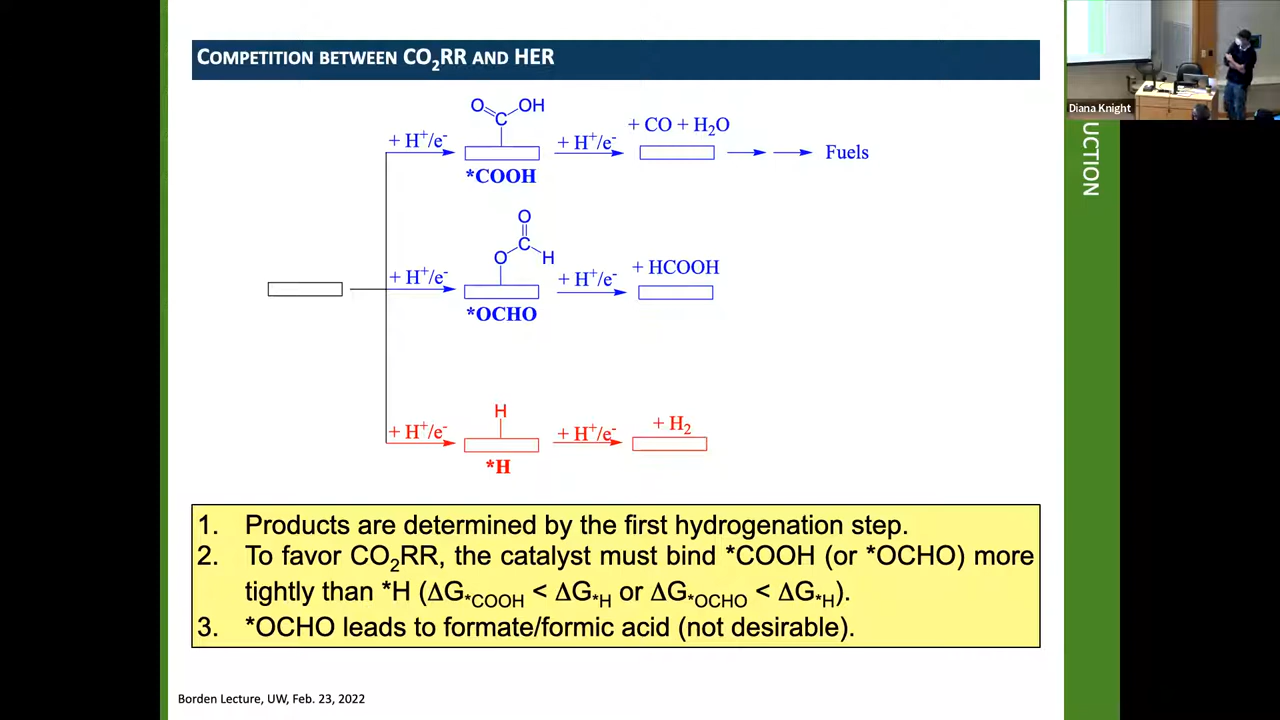 COMPETITION BETWEEN CO₂RR AND HER
Diana Knight
UCTION
O OH
C
+ H⁺/e⁻
*COOH
+ H⁺/e⁻
+ CO + H₂O
Fuels
O
C
O H
+ H⁺/e⁻
*OCHO
+ H⁺/e⁻
+ HCOOH
H
+ H⁺/e⁻
*H
+ H⁺/e⁻
+ H₂
1. Products are determined by the first hydrogenation step.
2. To favor CO₂RR, the catalyst must bind *COOH (or *OCHO) more
tightly than *H (ΔG*COOH < ΔG*H or ΔG*OCHO < ΔG*H).
3. *OCHO leads to formate/formic acid (not desirable).
Borden Lecture, UW, Feb. 23, 2022